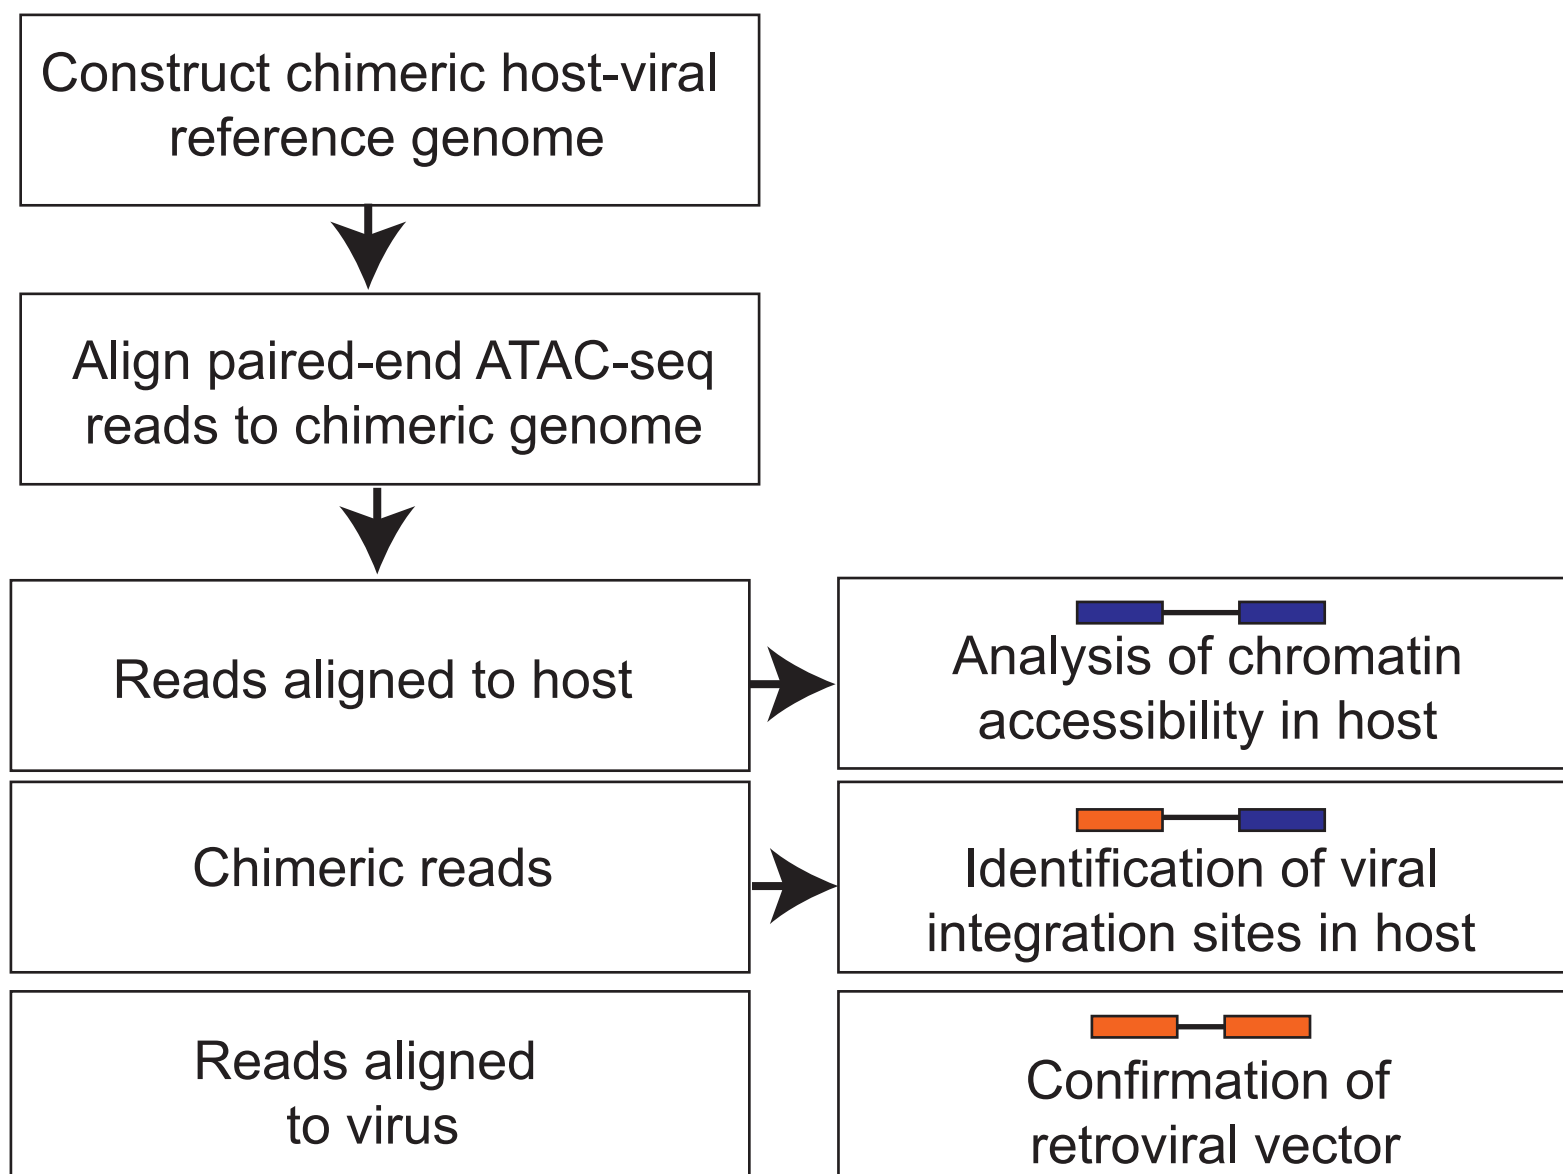 Construct chimeric host-viral
reference genome
Align paired-end ATAC-seq
reads to chimeric genome
Reads aligned to host
Analysis of chromatin
accessibility in host
Chimeric reads
Identification of viral
integration sites in host
Reads aligned
to virus
Confirmation of
retroviral vector